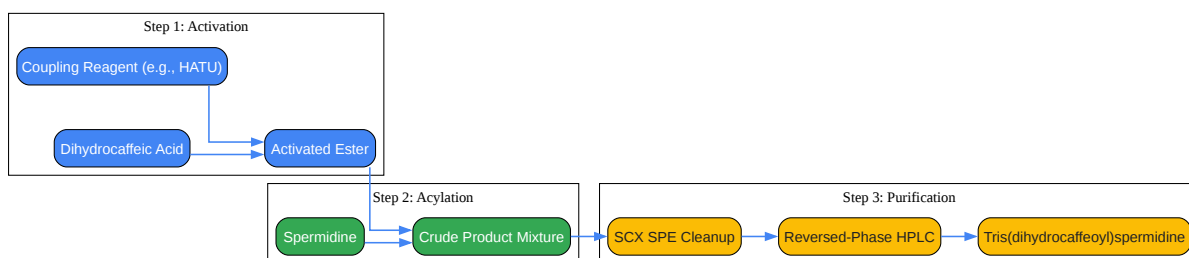 Step 1: Activation
Coupling Reagent (e.g., HATU)
Dihydrocaffeic Acid
Activated Ester
Step 2: Acylation
Spermidine
Crude Product Mixture
Step 3: Purification
SCX SPE Cleanup
Reversed-Phase HPLC
Tris(dihydrocaffeoyl)spermidine